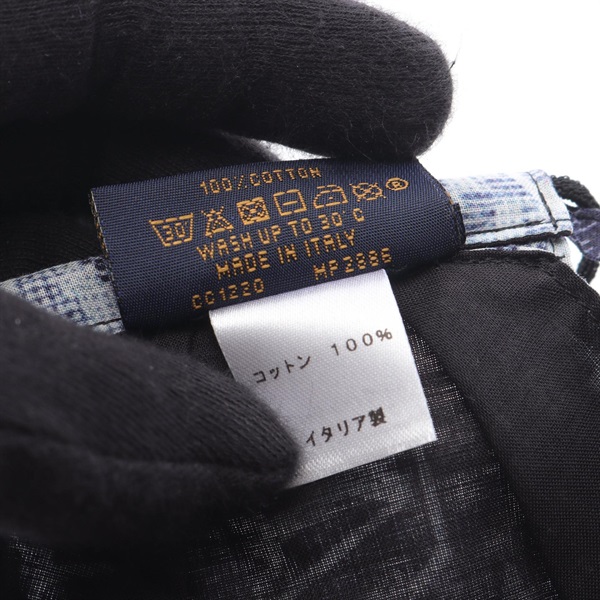 100% COTTON
30
®
WASH UP TO 30°C
MADE IN ITALY
CC1220 MP2386
コットン 100%
イタリア製